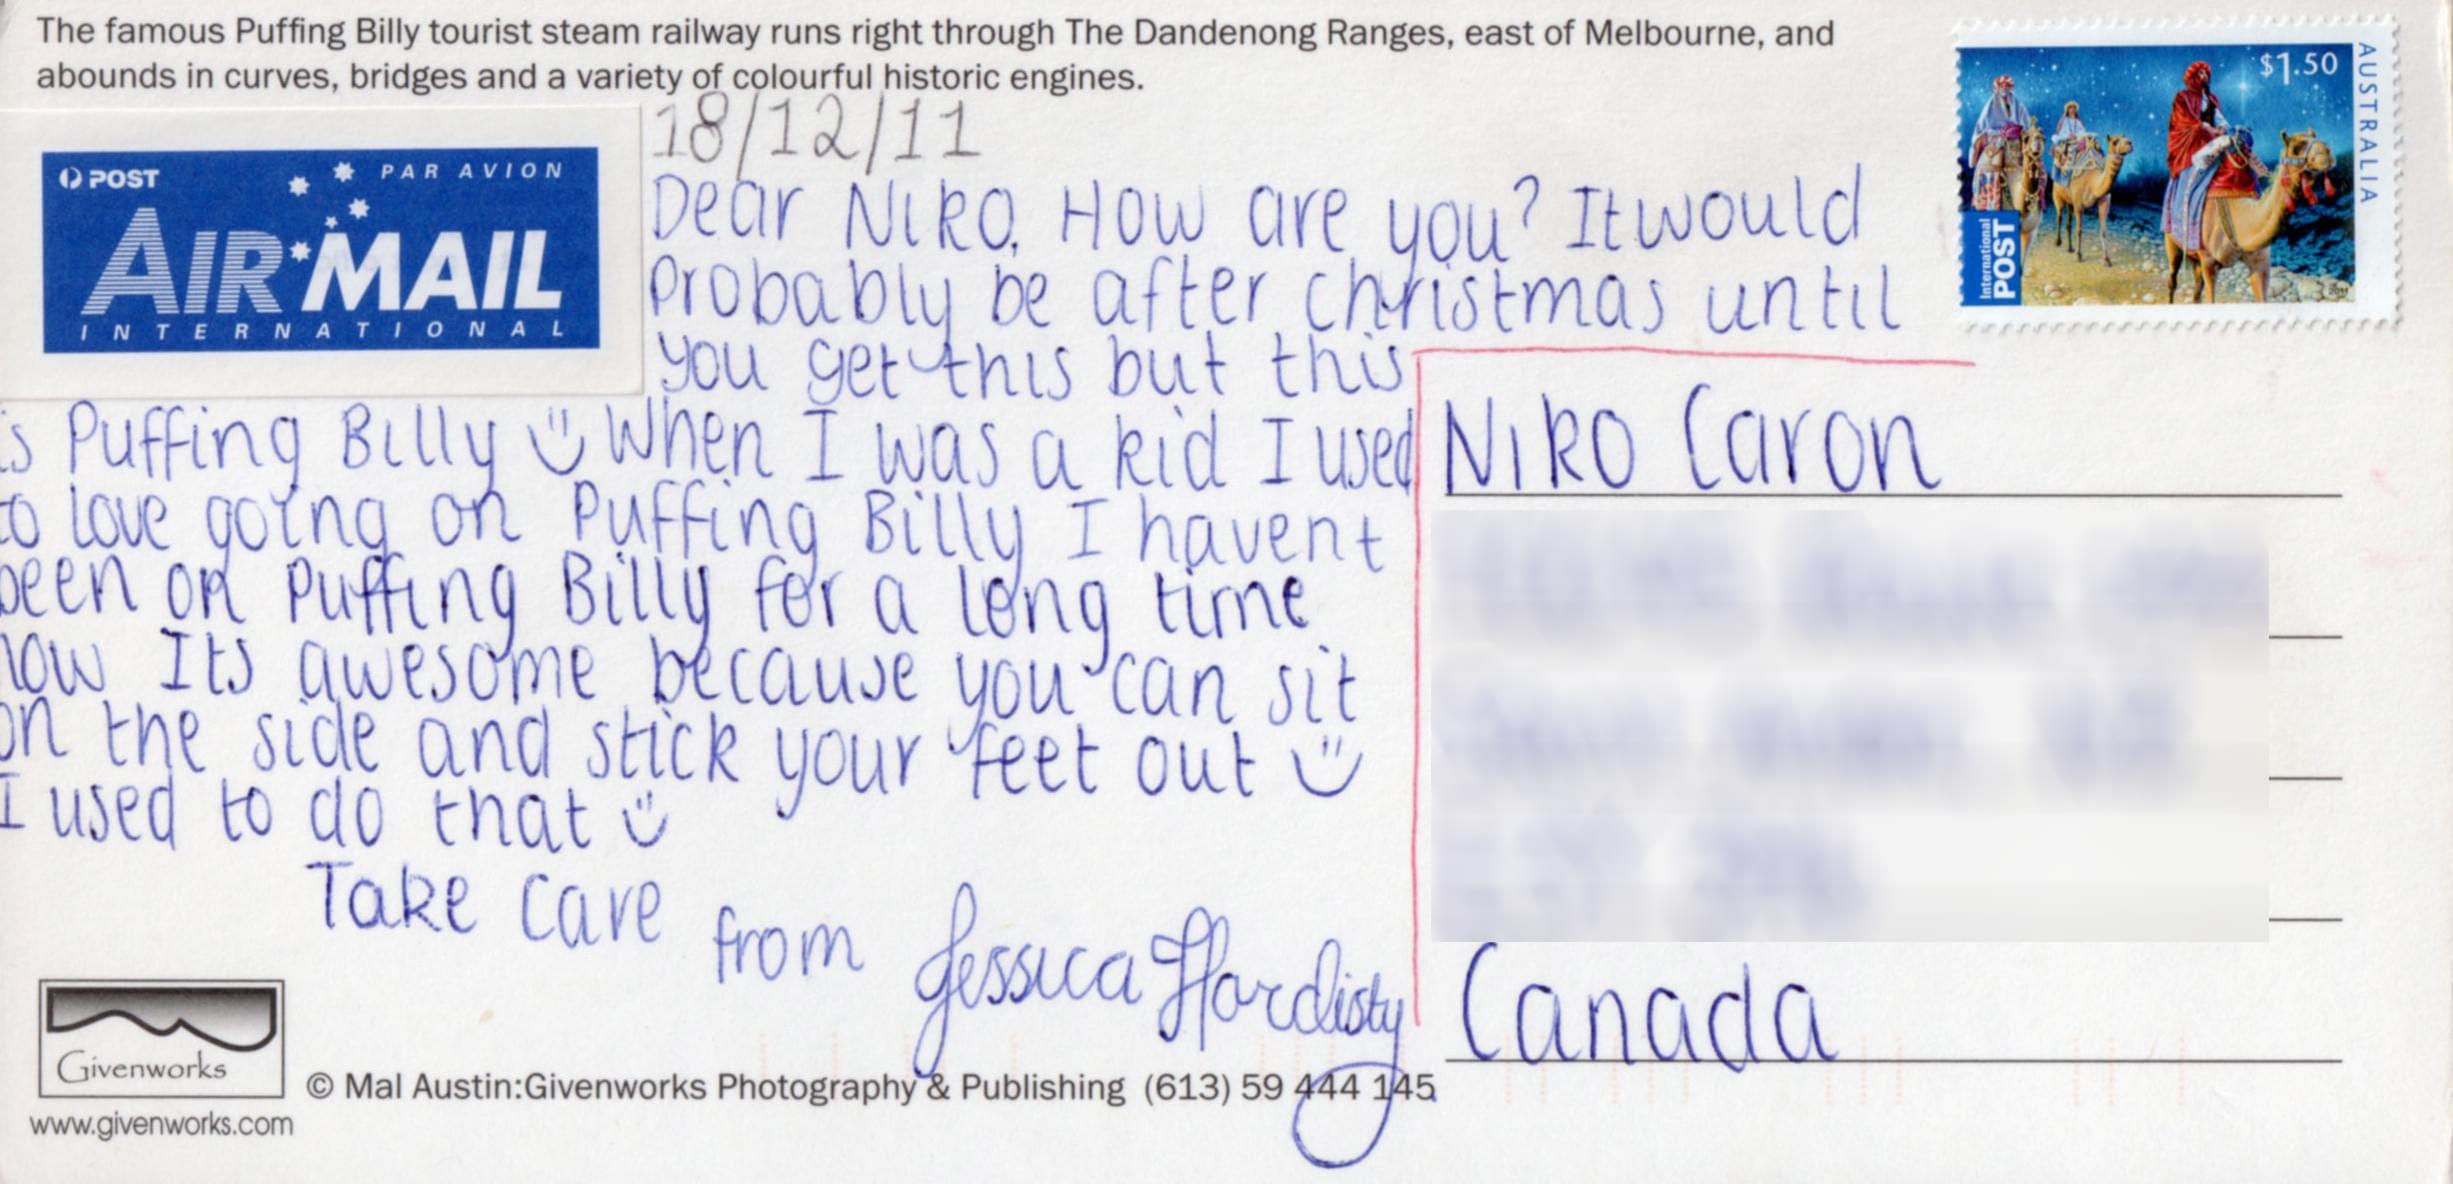 The famous Puffing Billy tourist steam railway runs right through The Dandenong Ranges, east of Melbourne, and
abounds in curves, bridges and a variety of colourful historic engines.
POST PAR AVION
AIR MAIL
INTERNATIONAL
$1.50
AUSTRALIA
International
POST
18/12/11
Dear Niko. How are you? It would
probably be after christmas until
you get this but this
is Puffing Billy When I was a kid I used
to love going on Puffing Billy I havent
been on Puffing Billy for a long time
now Its awesome because you can sit
on the side and stick your feet out
I used to do that
Take care
from Jessica Hardisty
Niko Caron
Canada
Givenworks
© Mal Austin:Givenworks Photography & Publishing (613) 59 444 145
www.givenworks.com